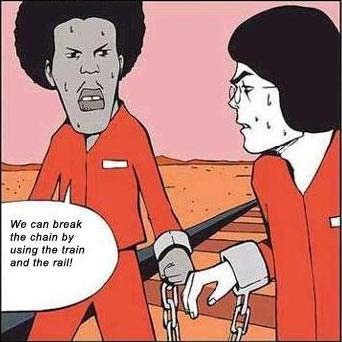 We can break
the chain by
using the train
and the rail!